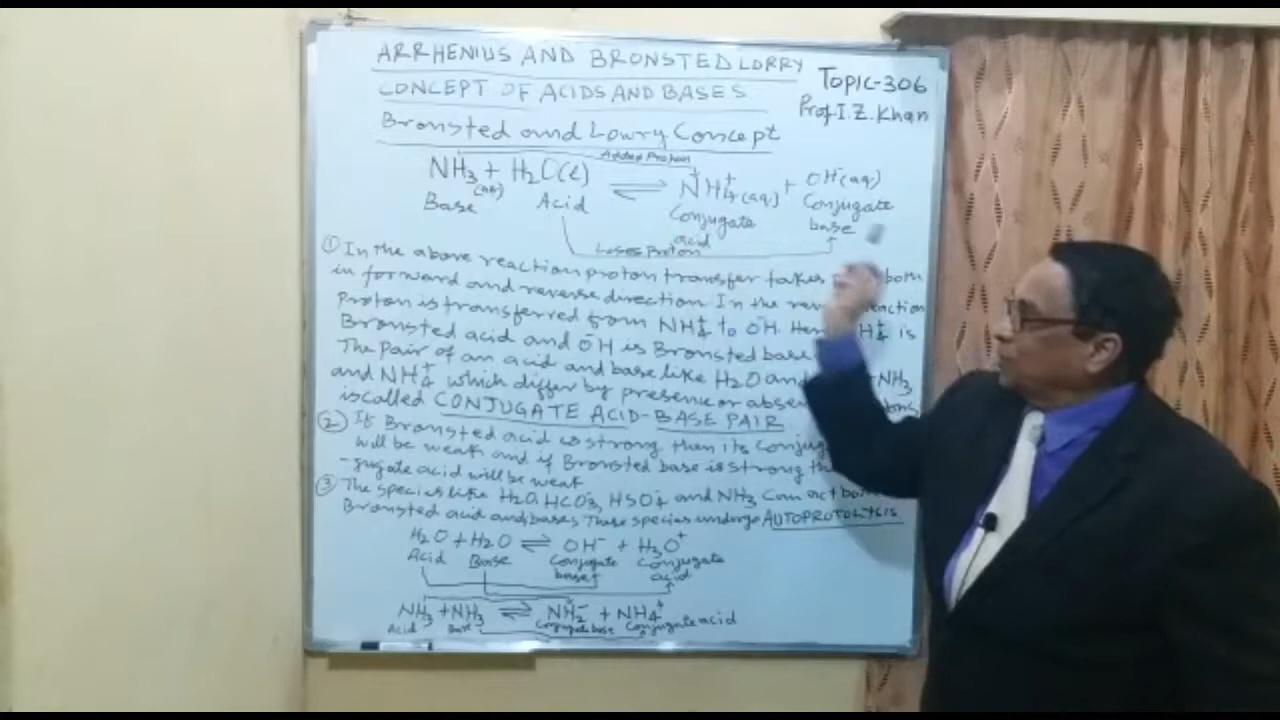 ARRHENIUS AND BRONSTED LORRY
CONCEPT OF ACIDS AND BASES
TOPIC-306
Prof. I. Z. Khan
Bronsted and Lowry Concept
Added Proton
NH₃ + H₂O(l) ⇌ NH₄⁺(aq) + OH⁻(aq)
(aq)
Base Acid Conjugate acid Conjugate base
Loses Proton
① In the above reaction proton transfer takes both
in forward and reverse direction In the reaction
Proton is transferred from NH₄⁺ to OH⁻. is
Bronsted acid and OH⁻ is Bronsted base
The Pair of an acid and base like H₂O and NH₃
and NH₄⁺ which differ by presence or
is called CONJUGATE ACID-BASE PAIR
② If Bronsted acid is strong then its
will be weak and if Bronsted base is strong
-jugate acid will be weak
③ The species like H₂O, HCO₃⁻, HSO₄⁻ and NH₃ Can act
Bronsted acid and bases These species undergo AUTOPROTOLYSIS
H₂O + H₂O ⇌ OH⁻ + H₃O⁺
Acid Base Conjugate base Conjugate acid
NH₃ + NH₃ ⇌ NH₂⁻ + NH₄⁺
Acid Base Conjugate base Conjugate acid